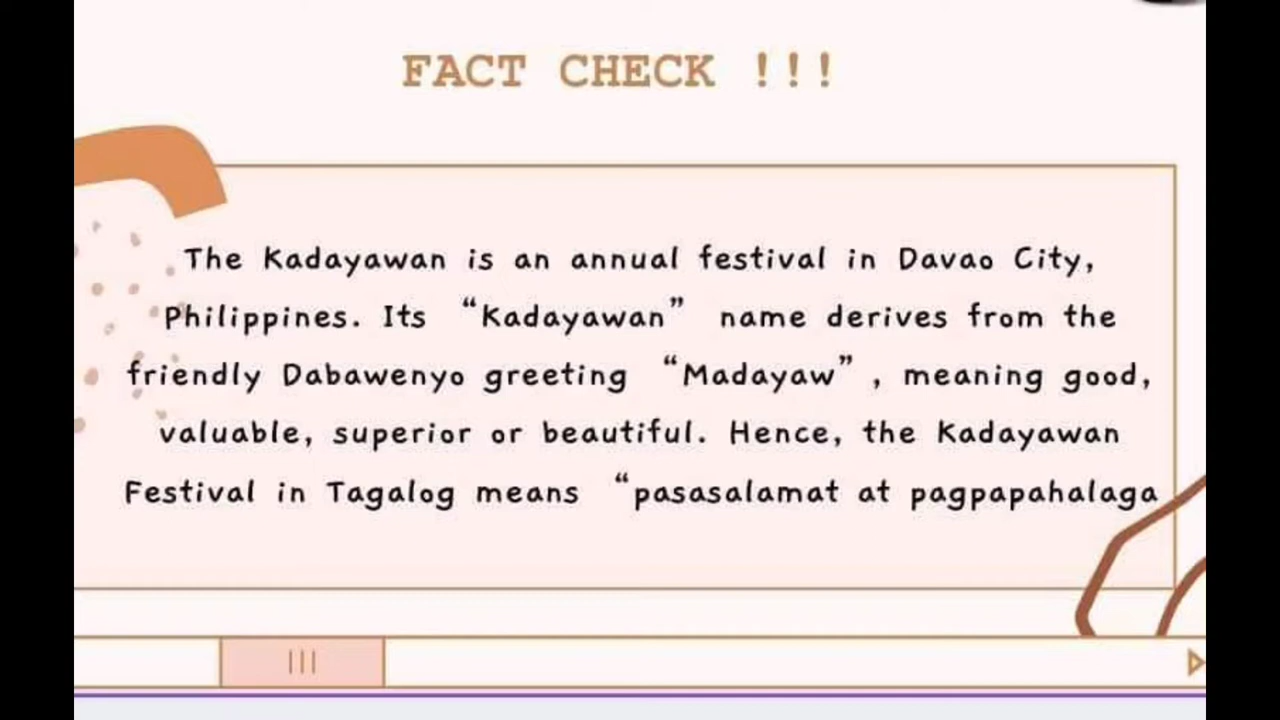 FACT CHECK !!!
The Kadayawan is an annual festival in Davao City,
Philippines. Its “Kadayawan” name derives from the
friendly Dabawenyo greeting “Madayaw”, meaning good,
valuable, superior or beautiful. Hence, the Kadayawan
Festival in Tagalog means “pasasalamat at pagpapahalaga